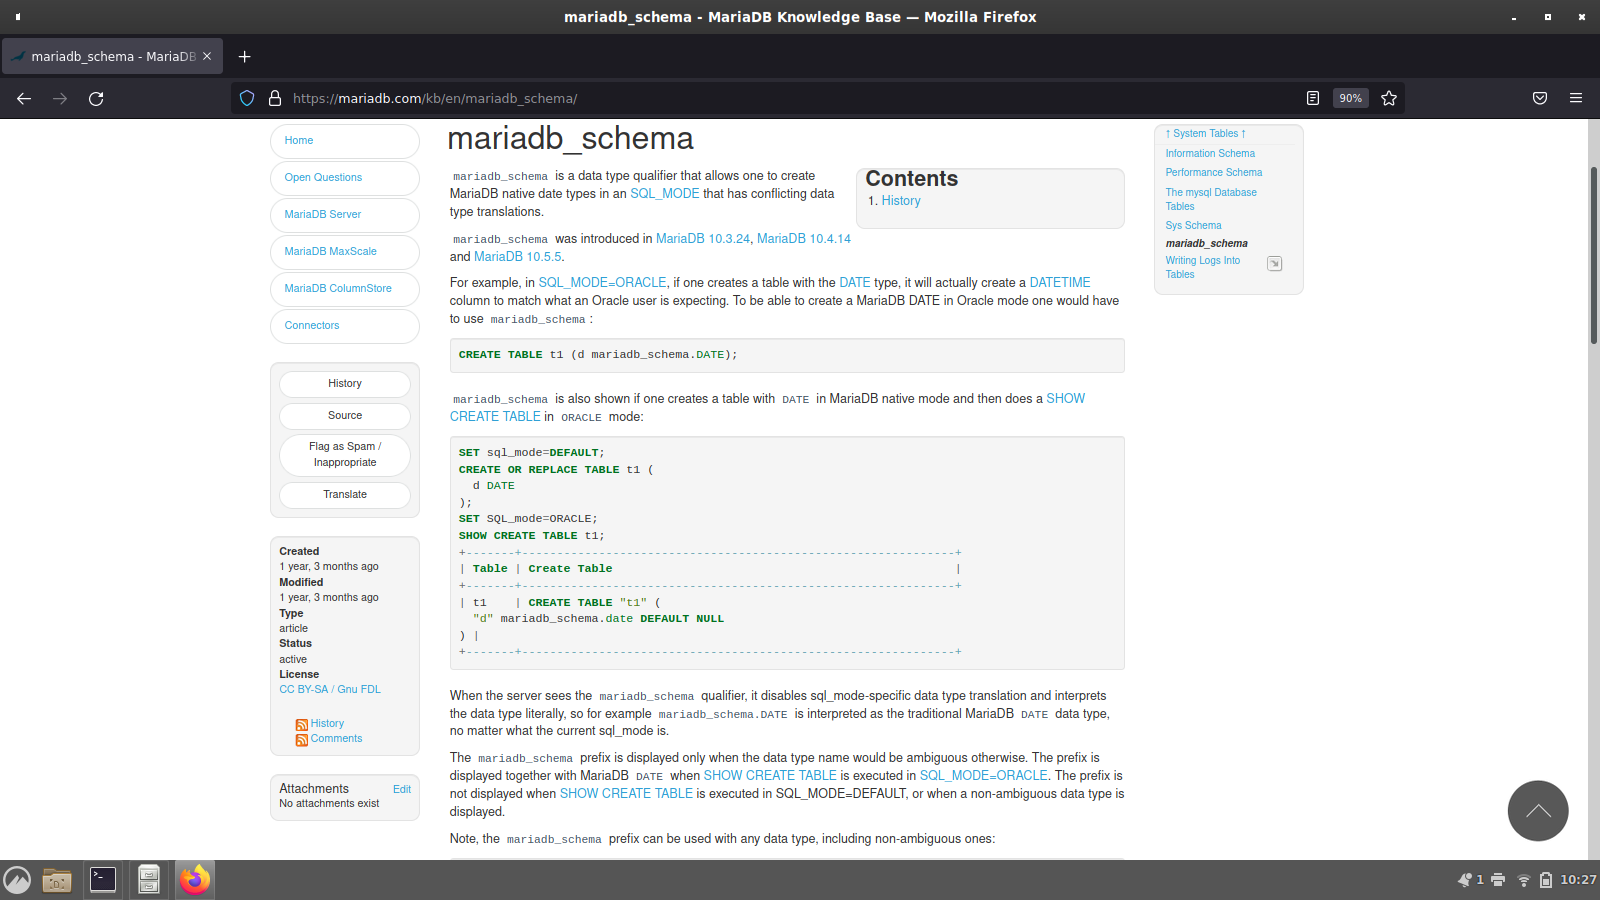 mariadb_schema - MariaDB Knowledge Base — Mozilla Firefox
mariadb_schema - MariaDB
https://mariadb.com/kb/en/mariadb_schema/
90%
Home
Open Questions
MariaDB Server
MariaDB MaxScale
MariaDB ColumnStore
Connectors
History
Source
Flag as Spam /
Inappropriate
Translate
Created
1 year, 3 months ago
Modified
1 year, 3 months ago
Type
article
Status
active
License
CC BY-SA / Gnu FDL
History
Comments
Attachments Edit
No attachments exist
mariadb_schema
Contents
1. History
mariadb_schema is a data type qualifier that allows one to create
MariaDB native date types in an SQL_MODE that has conflicting data
type translations.
mariadb_schema was introduced in MariaDB 10.3.24, MariaDB 10.4.14
and MariaDB 10.5.5.
For example, in SQL_MODE=ORACLE, if one creates a table with the DATE type, it will actually create a DATETIME
column to match what an Oracle user is expecting. To be able to create a MariaDB DATE in Oracle mode one would have
to use mariadb_schema :
CREATE TABLE t1 (d mariadb_schema.DATE);
mariadb_schema is also shown if one creates a table with DATE in MariaDB native mode and then does a SHOW
CREATE TABLE in ORACLE mode:
SET sql_mode=DEFAULT;
CREATE OR REPLACE TABLE t1 (
  d DATE
);
SET SQL_mode=ORACLE;
SHOW CREATE TABLE t1;
+-------+--------------------------------------------------------------+
| Table | Create Table                                                 |
+-------+--------------------------------------------------------------+
| t1    | CREATE TABLE "t1" (
  "d" mariadb_schema.date DEFAULT NULL
) |
+-------+--------------------------------------------------------------+
When the server sees the mariadb_schema qualifier, it disables sql_mode-specific data type translation and interprets
the data type literally, so for example mariadb_schema.DATE is interpreted as the traditional MariaDB DATE data type,
no matter what the current sql_mode is.
The mariadb_schema prefix is displayed only when the data type name would be ambiguous otherwise. The prefix is
displayed together with MariaDB DATE when SHOW CREATE TABLE is executed in SQL_MODE=ORACLE. The prefix is
not displayed when SHOW CREATE TABLE is executed in SQL_MODE=DEFAULT, or when a non-ambiguous data type is
displayed.
Note, the mariadb_schema prefix can be used with any data type, including non-ambiguous ones:
↑ System Tables ↑
Information Schema
Performance Schema
The mysql Database
Tables
Sys Schema
mariadb_schema
Writing Logs Into
Tables
1
10:27